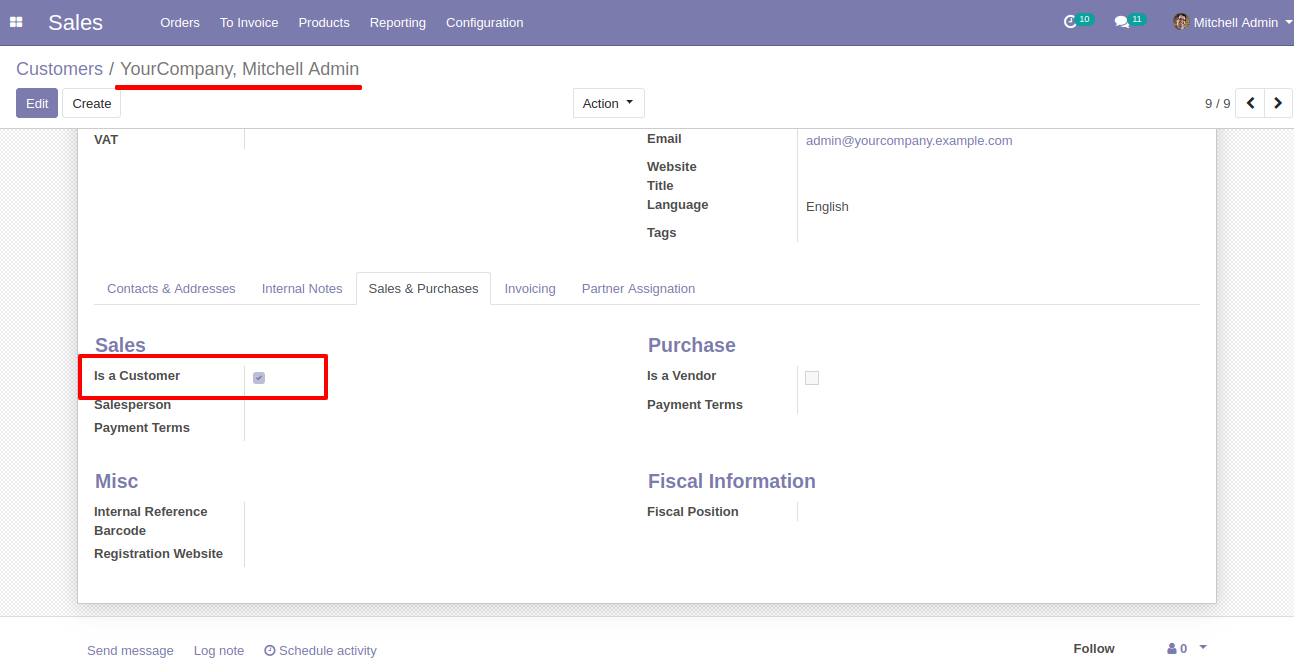 Sales Orders To Invoice Products Reporting Configuration 10 11 Mitchell Admin
Customers / YourCompany, Mitchell Admin
Edit Create Action 9 / 9
VAT
Email admin@yourcompany.example.com
Website
Title
Language English
Tags
Contacts & Addresses Internal Notes Sales & Purchases Invoicing Partner Assignation
Sales
Is a Customer
Salesperson
Payment Terms
Purchase
Is a Vendor
Payment Terms
Misc
Internal Reference
Barcode
Registration Website
Fiscal Information
Fiscal Position
Send message Log note Schedule activity Follow 0